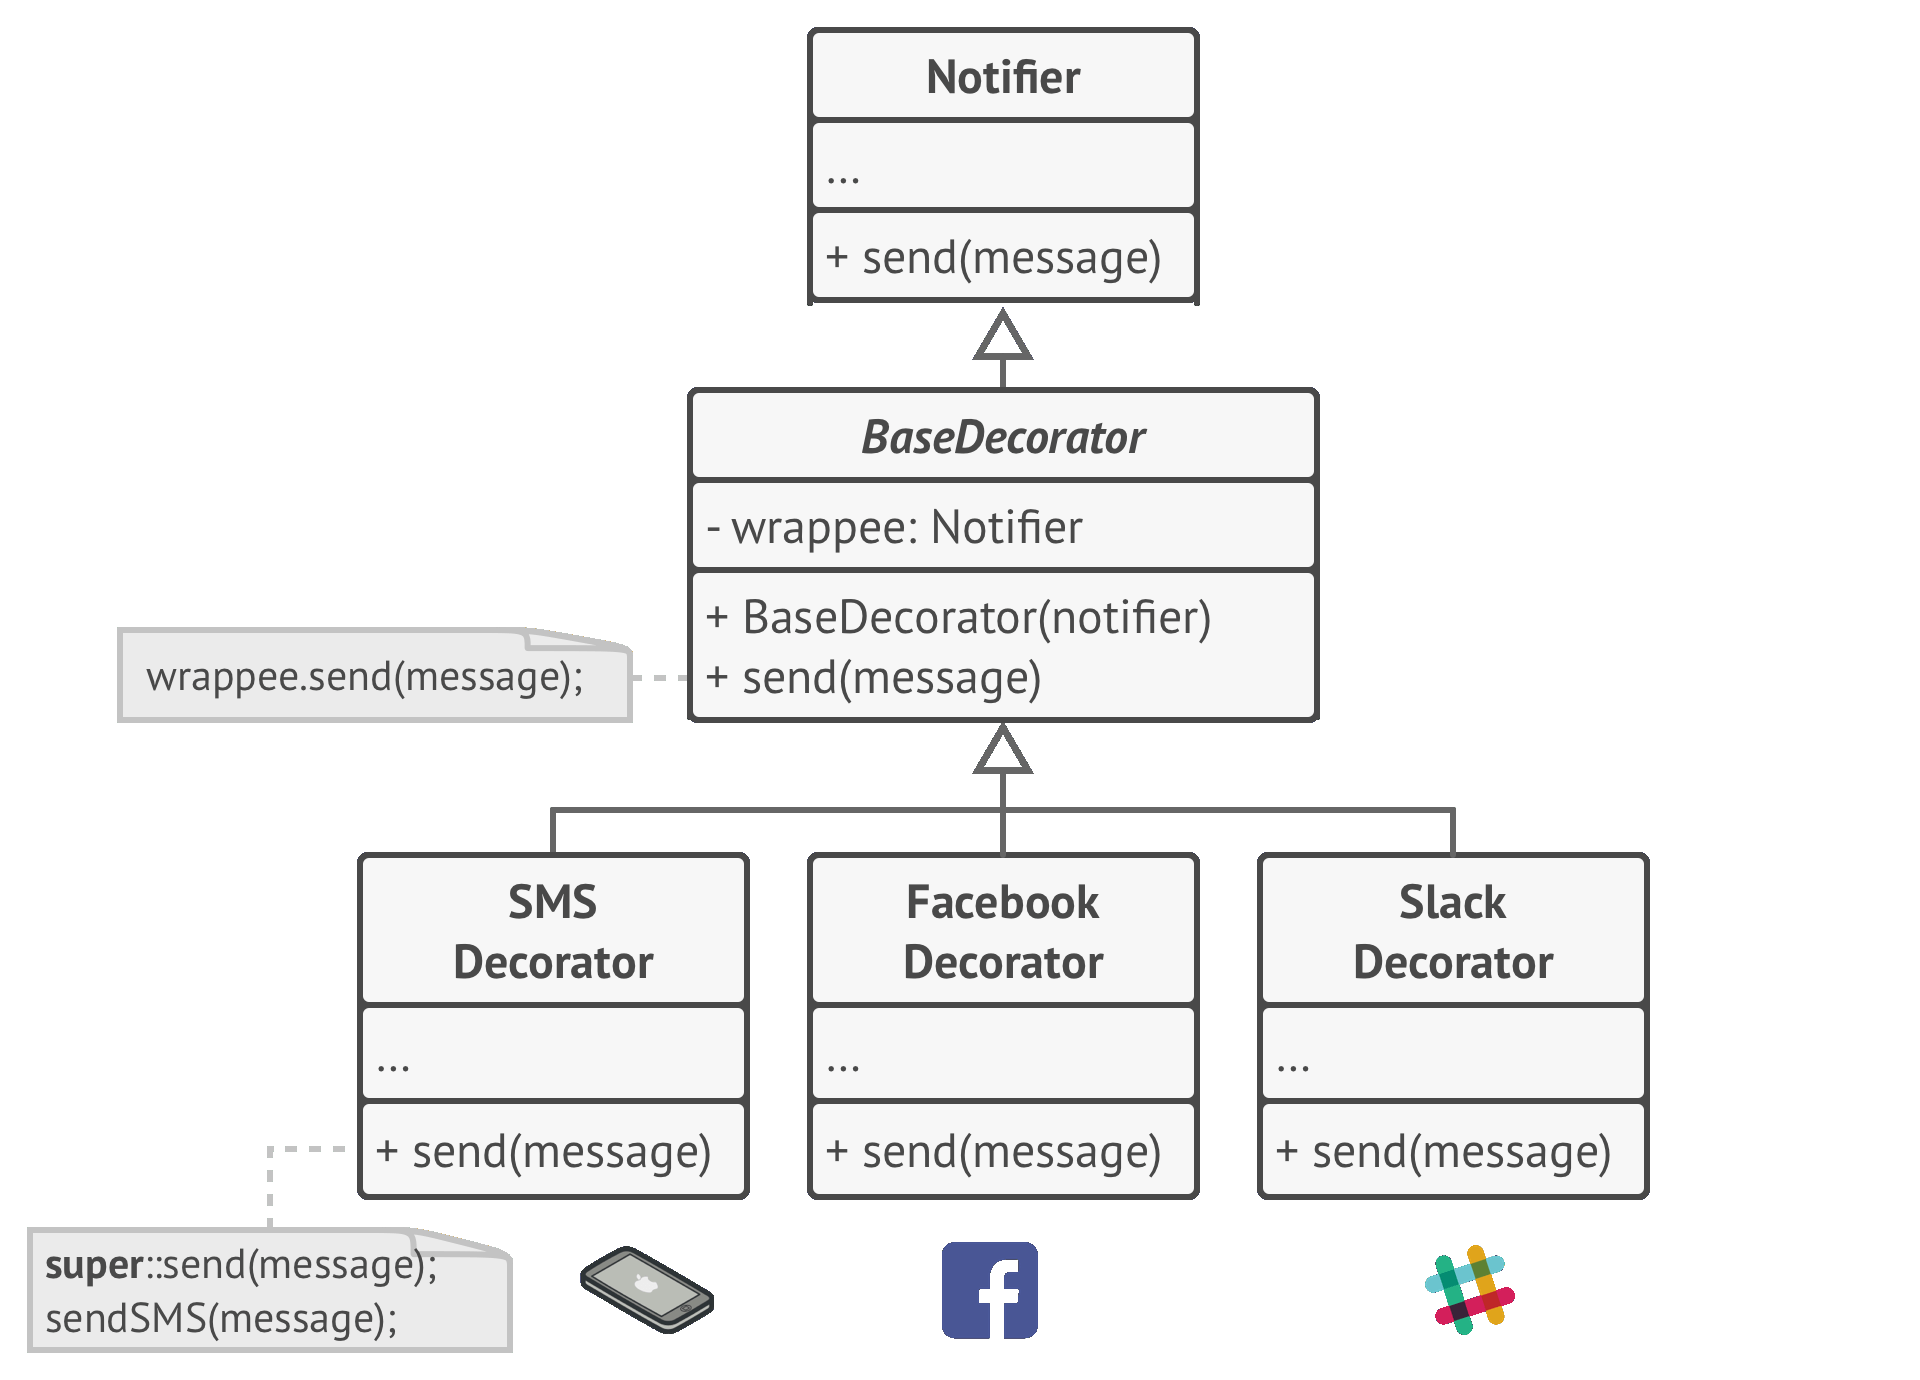 Notifier
...
+ send(message)
BaseDecorator
- wrappee: Notifier
+ BaseDecorator(notifier)
+ send(message)
wrappee.send(message);
SMS
Decorator
...
+ send(message)
Facebook
Decorator
...
+ send(message)
Slack
Decorator
...
+ send(message)
super::send(message);
sendSMS(message);